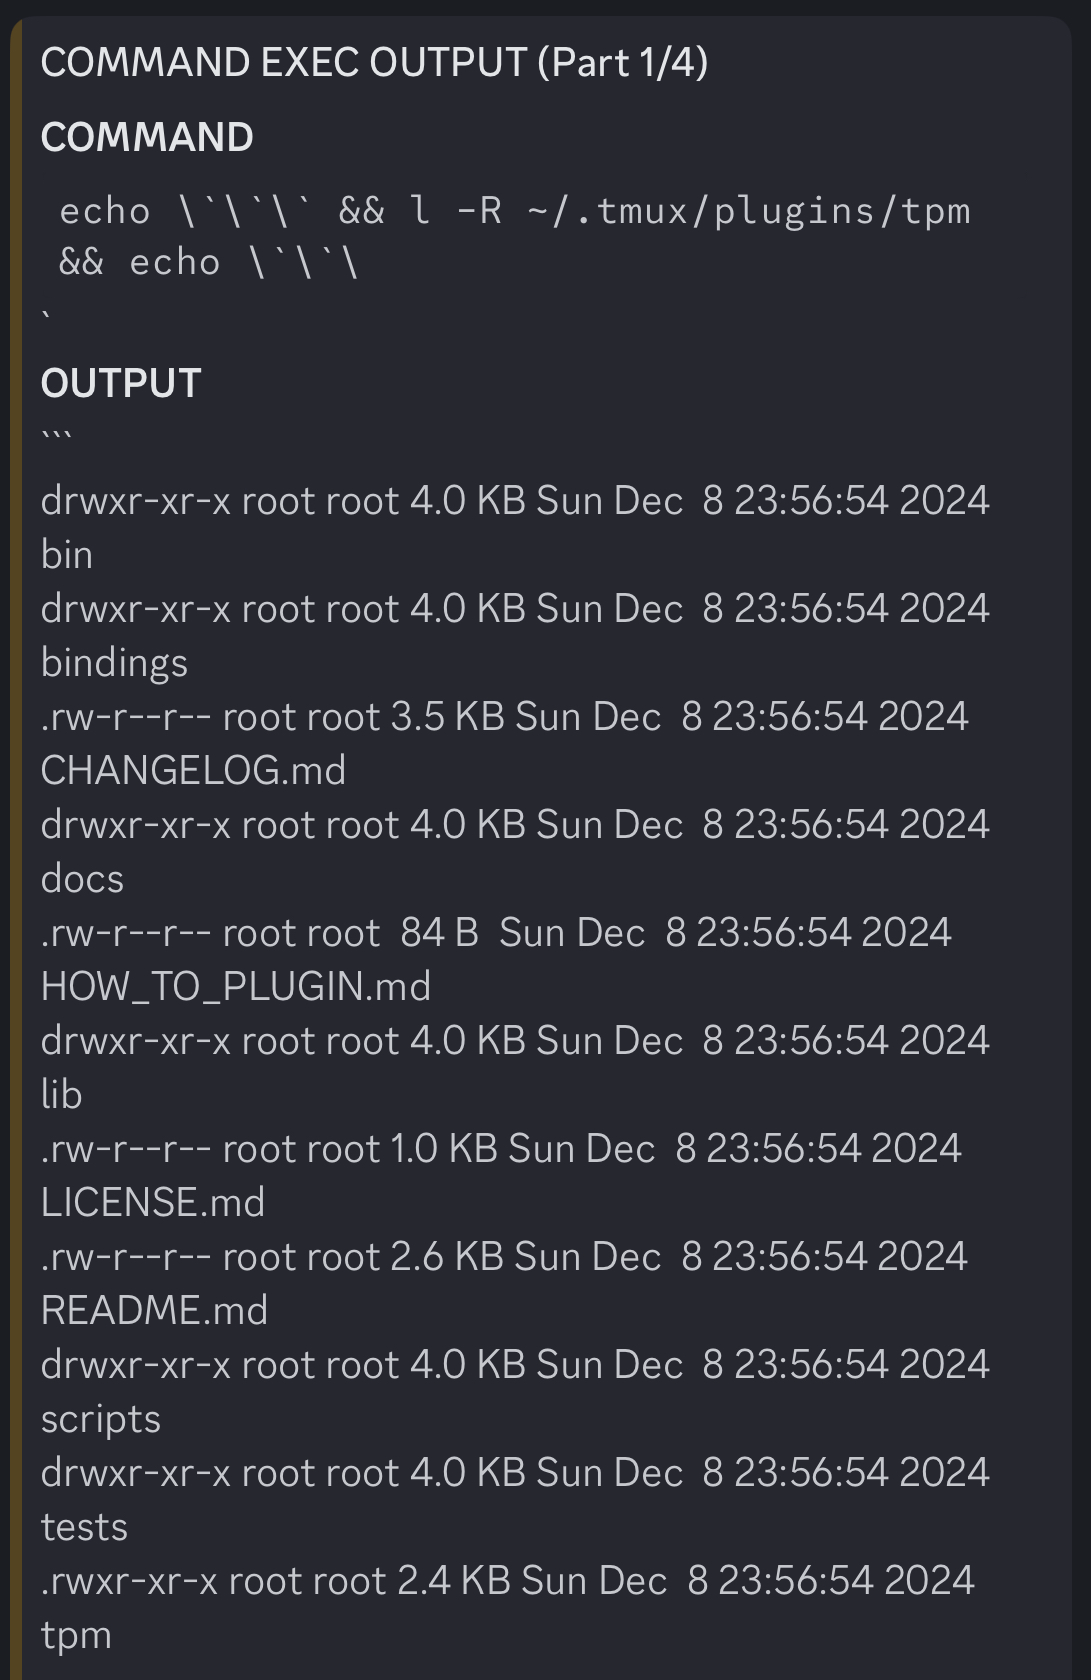 COMMAND EXEC OUTPUT (Part 1/4)
COMMAND
echo \`\`\` && l -R ~/.tmux/plugins/tpm
&& echo \`\`\
`
OUTPUT
```
drwxr-xr-x root root 4.0 KB Sun Dec  8 23:56:54 2024
bin
drwxr-xr-x root root 4.0 KB Sun Dec  8 23:56:54 2024
bindings
.rw-r--r-- root root 3.5 KB Sun Dec  8 23:56:54 2024
CHANGELOG.md
drwxr-xr-x root root 4.0 KB Sun Dec  8 23:56:54 2024
docs
.rw-r--r-- root root  84 B  Sun Dec  8 23:56:54 2024
HOW_TO_PLUGIN.md
drwxr-xr-x root root 4.0 KB Sun Dec  8 23:56:54 2024
lib
.rw-r--r-- root root 1.0 KB Sun Dec  8 23:56:54 2024
LICENSE.md
.rw-r--r-- root root 2.6 KB Sun Dec  8 23:56:54 2024
README.md
drwxr-xr-x root root 4.0 KB Sun Dec  8 23:56:54 2024
scripts
drwxr-xr-x root root 4.0 KB Sun Dec  8 23:56:54 2024
tests
.rwxr-xr-x root root 2.4 KB Sun Dec  8 23:56:54 2024
tpm